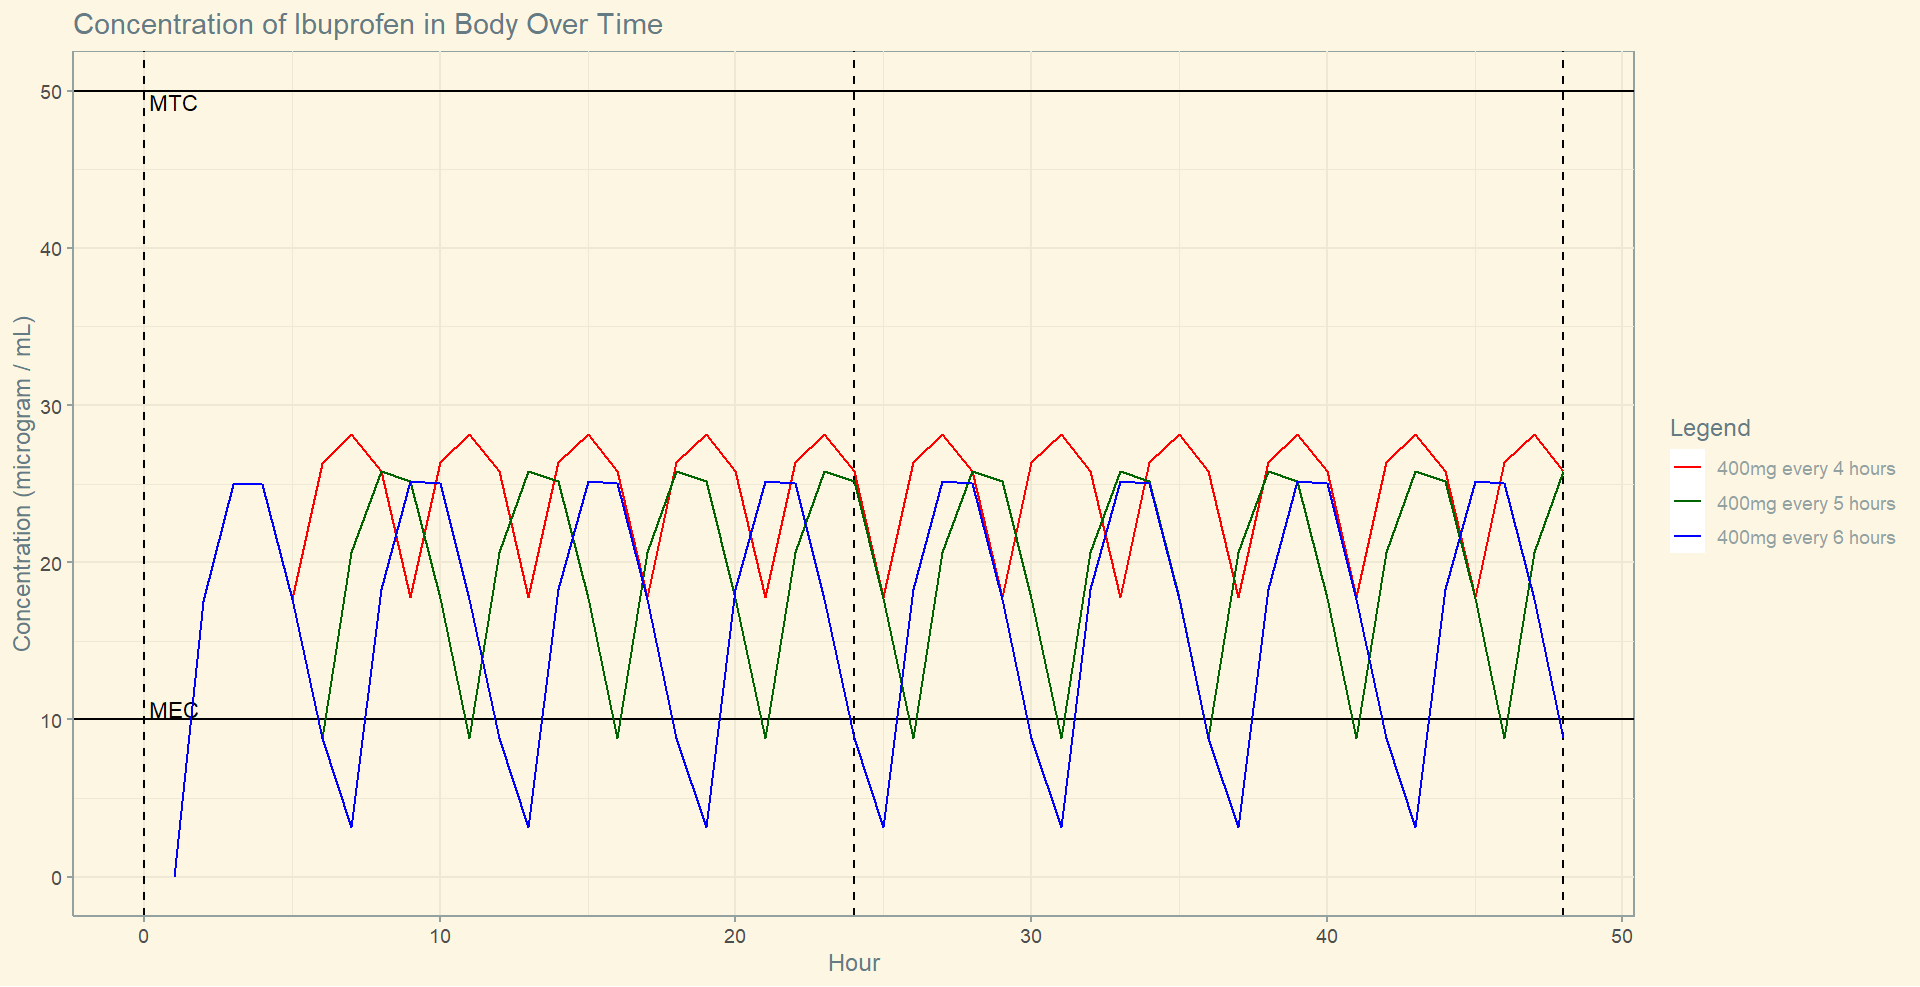 Concentration of Ibuprofen in Body Over Time
Concentration (microgram / mL)
50
40
30
20
10
0
MTC
MEC
0 10 20 30 40 50
Hour
Legend
400mg every 4 hours
400mg every 5 hours
400mg every 6 hours